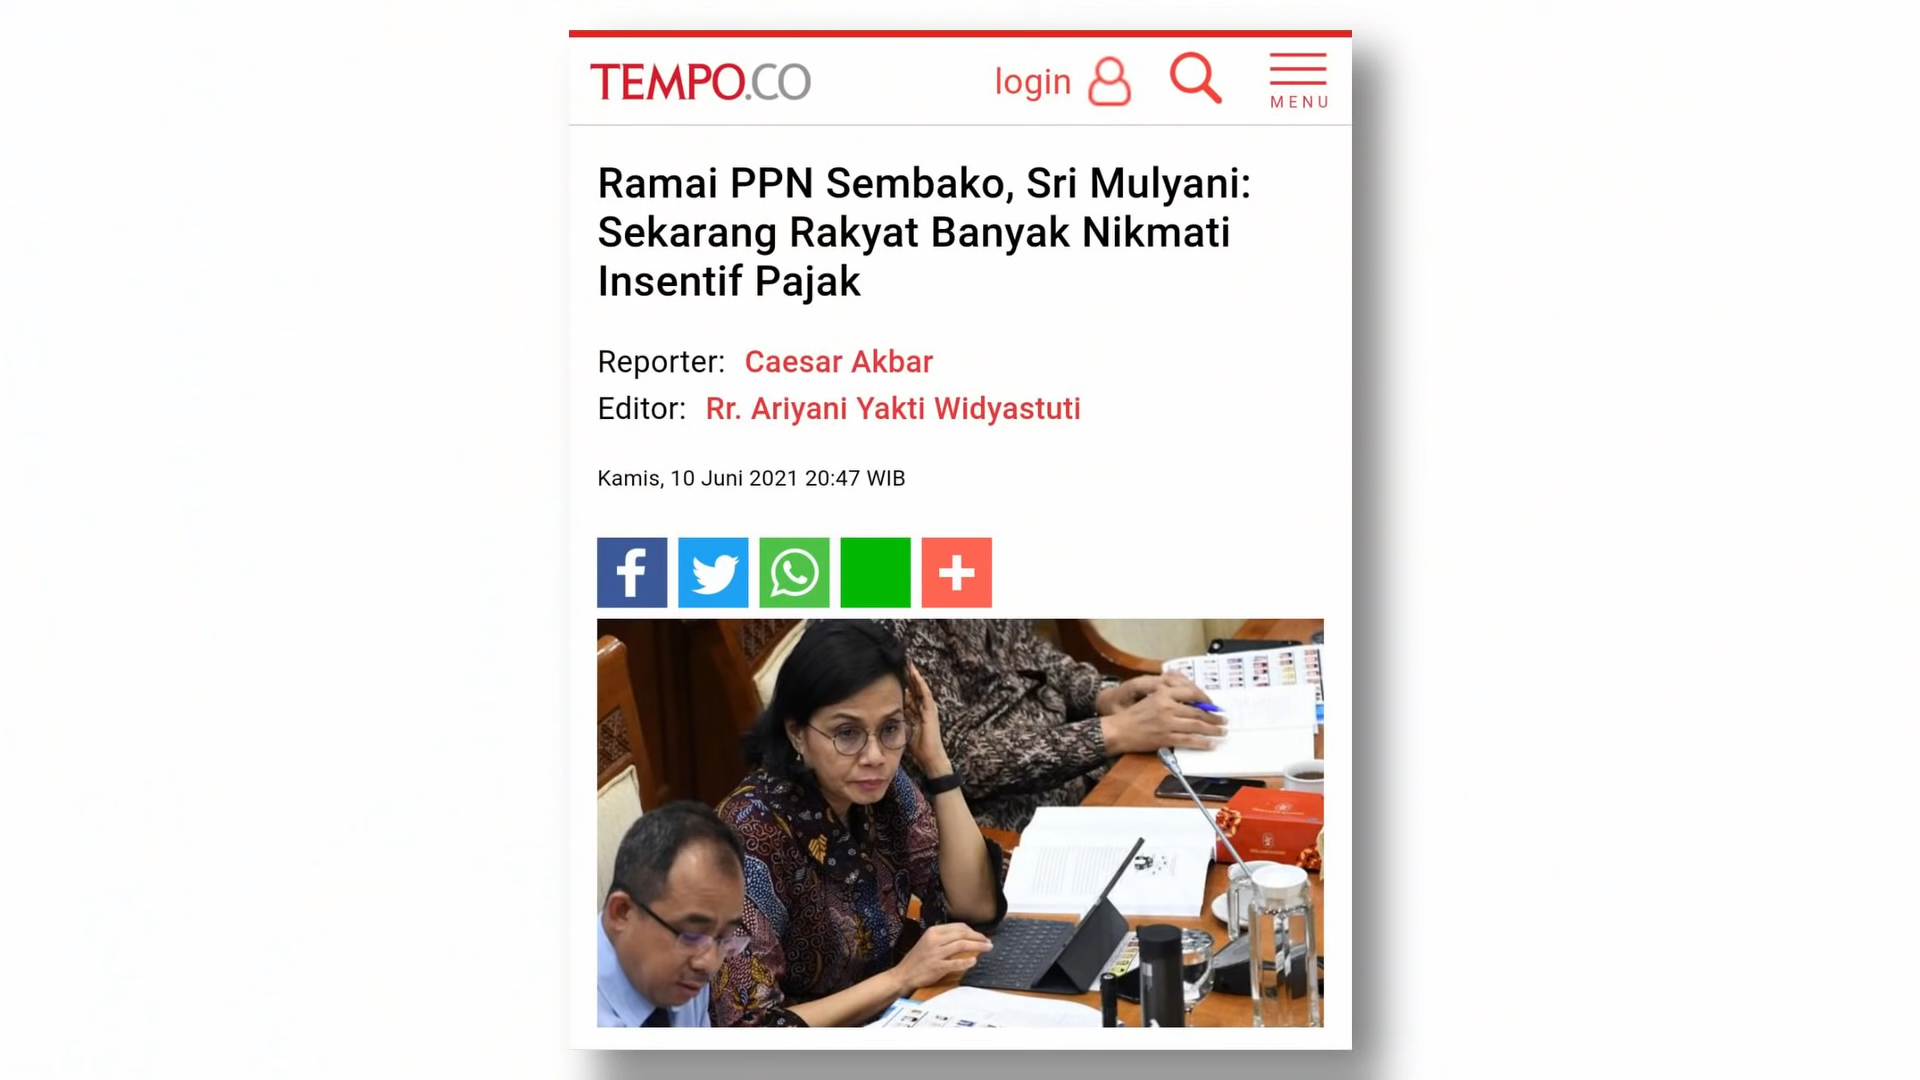 TEMPO.CO
login
MENU
Ramai PPN Sembako, Sri Mulyani:
Sekarang Rakyat Banyak Nikmati
Insentif Pajak
Reporter: Caesar Akbar
Editor: Rr. Ariyani Yakti Widyastuti
Kamis, 10 Juni 2021 20:47 WIB